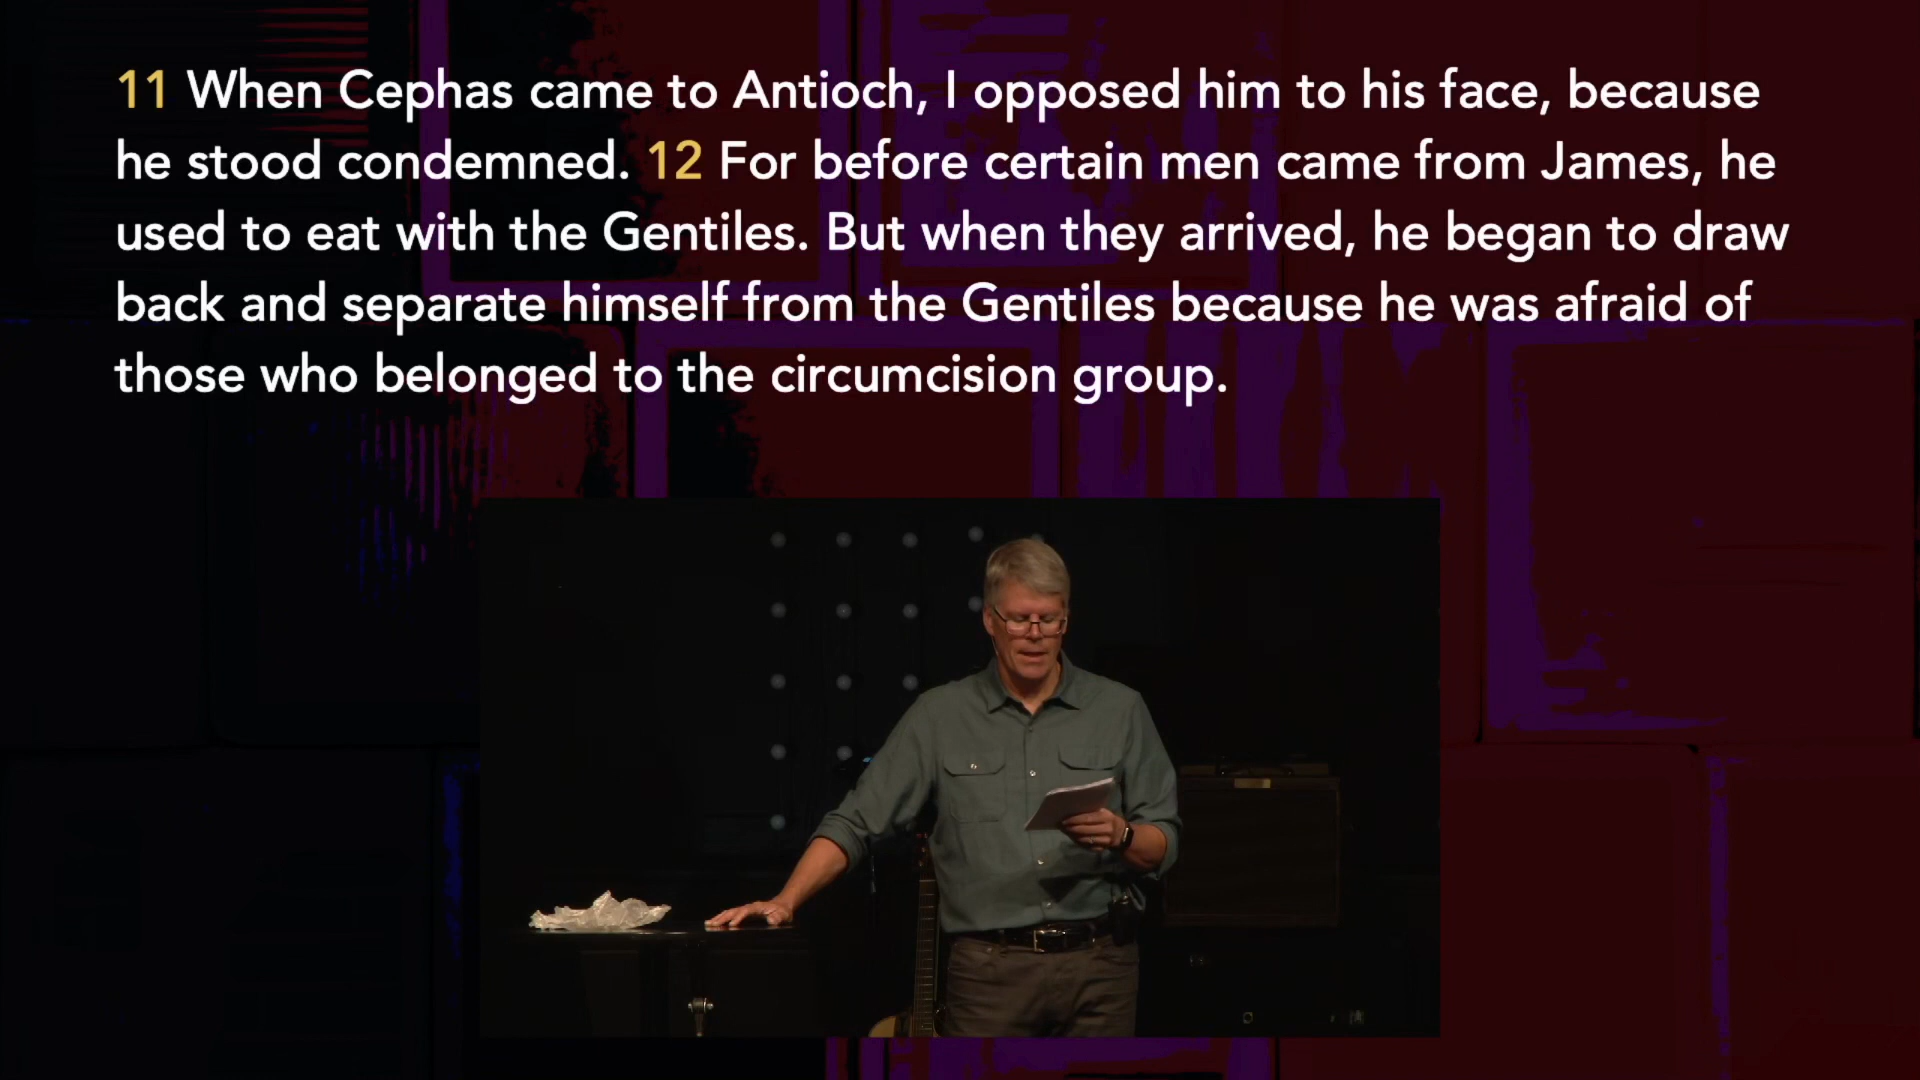 11 When Cephas came to Antioch, I opposed him to his face, because
he stood condemned. 12 For before certain men came from James, he
used to eat with the Gentiles. But when they arrived, he began to draw
back and separate himself from the Gentiles because he was afraid of
those who belonged to the circumcision group.